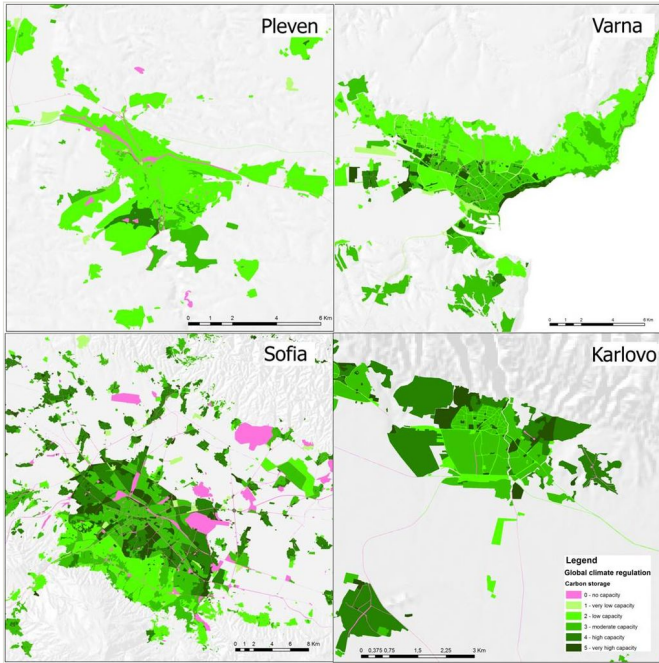 Pleven
Varna
0 1 2 4 6 Km
0 1 2 4 6 Km
Sofia
Karlovo
Legend
Global climate regulation
Carbon storage
0 - no capacity
1 - very low capacity
2 - low capacity
3 - moderate capacity
4 - high capacity
5 - very high capacity
0 1 2 4 6 8 Km
0 0,375 0,75 1,5 2,25 3 Km